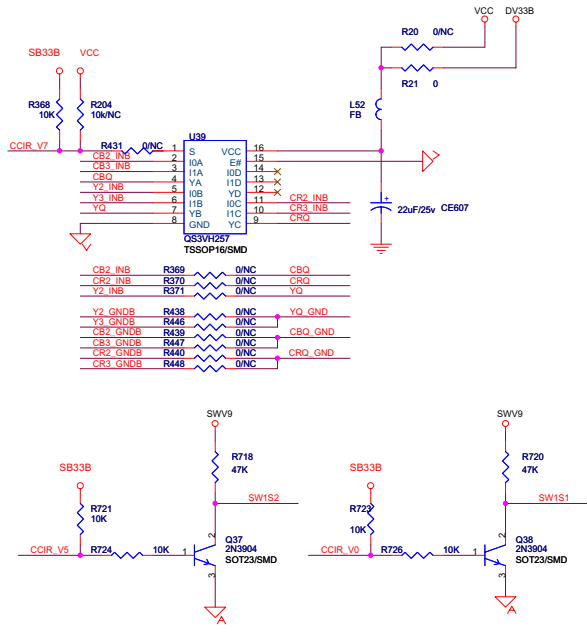 VCC DV33B
R20 0/NC
R21 0
SB33B VCC
R368 10K
R204 10k/NC
L52 FB
CCIR_V7 R431 0/NC
U39
1 S VCC 16
CB2_INB 2 I0A E# 15
CB3_INB 3 I1A I0D 14
CBQ 4 YA I1D 13
Y2_INB 5 I0B YD 12
Y3_INB 6 I1B I0C 11 CR2_INB
YQ 7 YB I1C 10 CR3_INB
8 GND YC 9 CRQ
QS3VH257
TSSOP16/SMD
+
22uF/25v CE607
CB2_INB R369 0/NC CBQ
CR2_INB R370 0/NC CRQ
Y2_INB R371 0/NC YQ
Y2_GNDB R438 0/NC YQ_GND
Y3_GNDB R446 0/NC
CB2_GNDB R439 0/NC CBQ_GND
CB3_GNDB R447 0/NC
CR2_GNDB R440 0/NC CRQ_GND
CR3_GNDB R448 0/NC
SWV9
R718
47K
SW1S2
SB33B
R721
10K
CCIR_V5 R724 10K 1
2
3
Q37
2N3904
SOT23/SMD
A
SWV9
R720
47K
SW1S1
SB33B
R723
10K
CCIR_V0 R726 10K 1
2
3
Q38
2N3904
SOT23/SMD
A